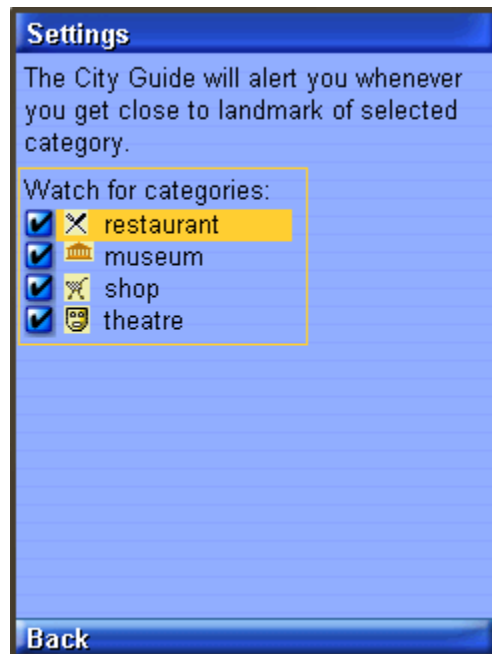 Settings
The City Guide will alert you whenever
you get close to landmark of selected
category.
Watch for categories:
restaurant
museum
shop
theatre
Back